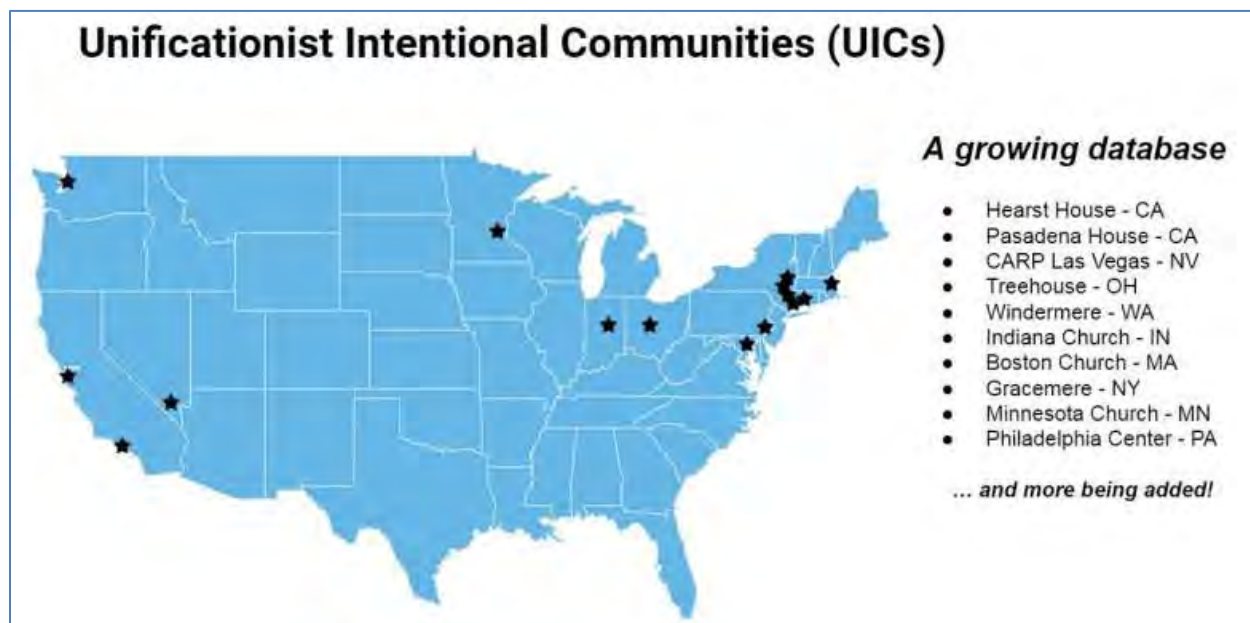 Unificationist Intentional Communities (UICs)
A growing database
● Hearst House - CA
● Pasadena House - CA
● CARP Las Vegas - NV
● Treehouse - OH
● Windermere - WA
● Indiana Church - IN
● Boston Church - MA
● Gracemere - NY
● Minnesota Church - MN
● Philadelphia Center - PA
... and more being added!